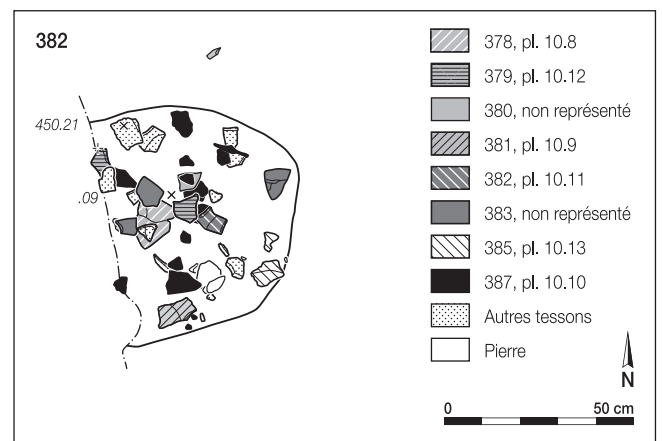 382
450.21
.09
378, pl. 10.8
379, pl. 10.12
380, non représenté
381, pl. 10.9
382, pl. 10.11
383, non représenté
385, pl. 10.13
387, pl. 10.10
Autres tessons
Pierre
N
0 50 cm